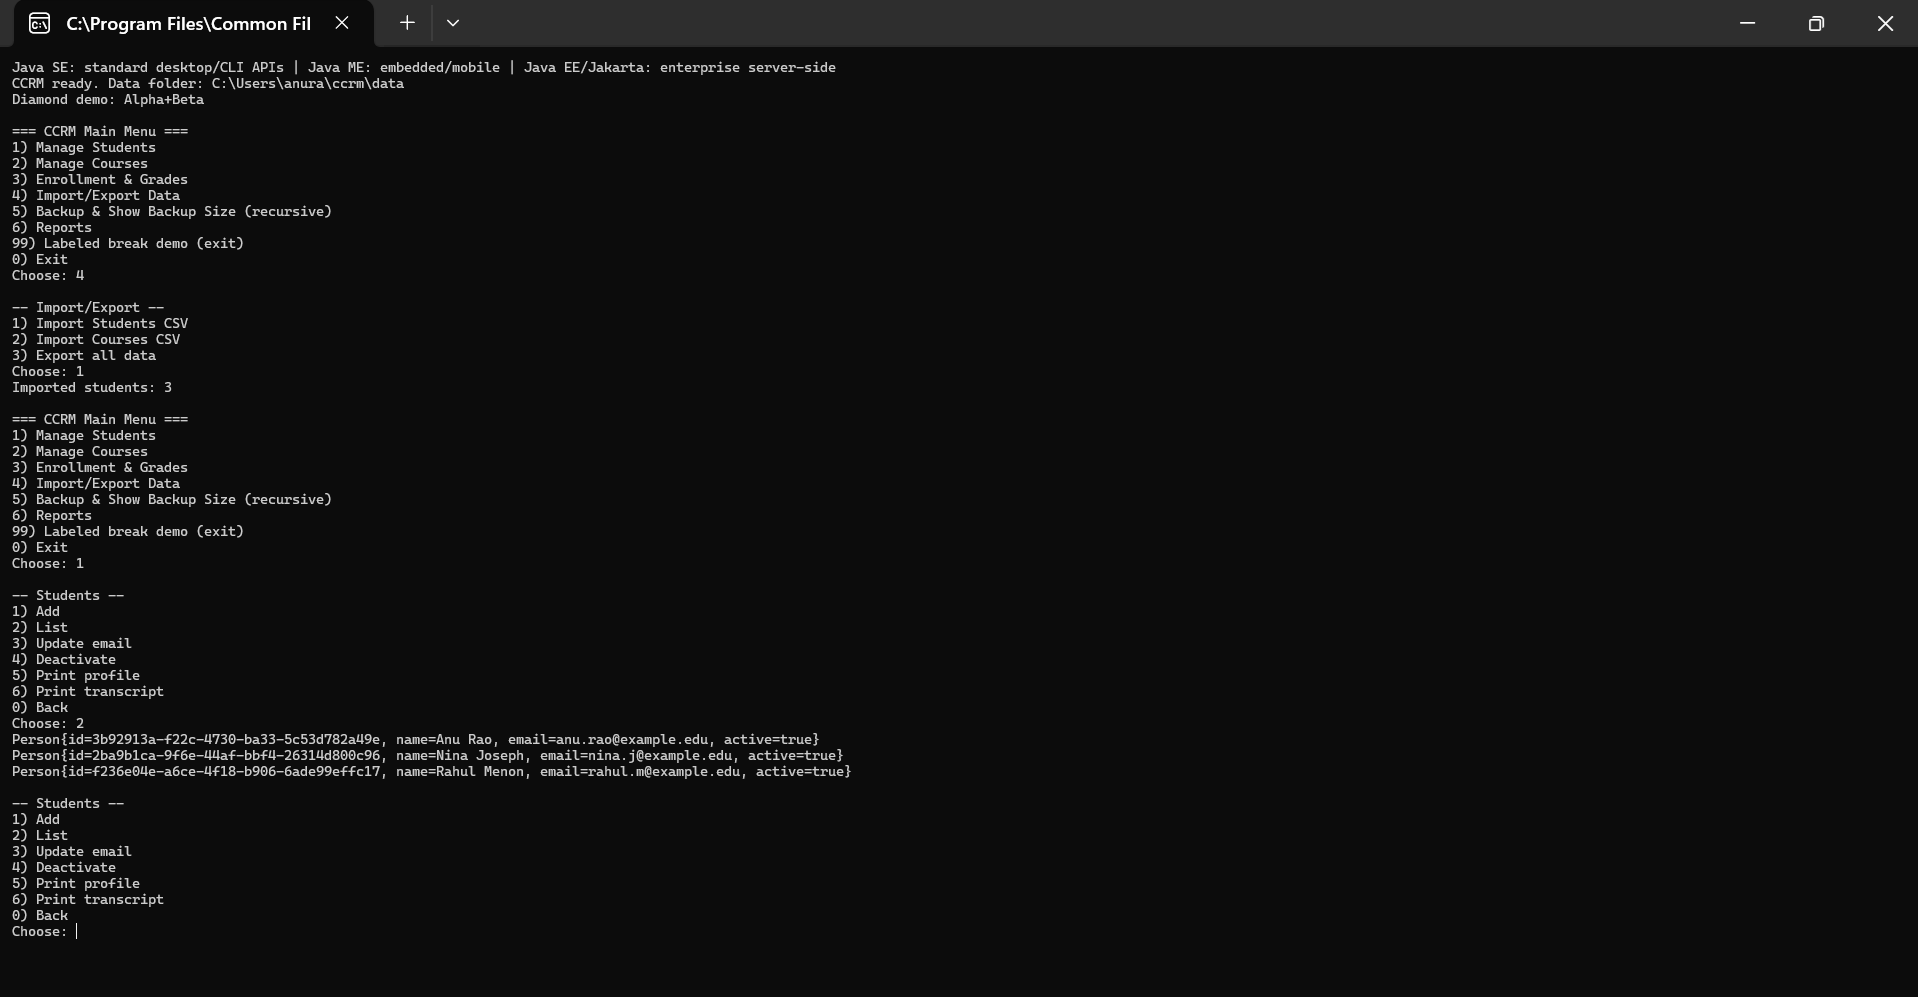 C:\Program Files\Common Fil
Java SE: standard desktop/CLI APIs | Java ME: embedded/mobile | Java EE/Jakarta: enterprise server-side
CCRM ready. Data folder: C:\Users\anura\ccrm\data
Diamond demo: Alpha+Beta
=== CCRM Main Menu ===
1) Manage Students
2) Manage Courses
3) Enrollment & Grades
4) Import/Export Data
5) Backup & Show Backup Size (recursive)
6) Reports
99) Labeled break demo (exit)
0) Exit
Choose: 4
-- Import/Export --
1) Import Students CSV
2) Import Courses CSV
3) Export all data
Choose: 1
Imported students: 3
=== CCRM Main Menu ===
1) Manage Students
2) Manage Courses
3) Enrollment & Grades
4) Import/Export Data
5) Backup & Show Backup Size (recursive)
6) Reports
99) Labeled break demo (exit)
0) Exit
Choose: 1
-- Students --
1) Add
2) List
3) Update email
4) Deactivate
5) Print profile
6) Print transcript
0) Back
Choose: 2
Person{id=3b92913a-f22c-4730-ba33-5c53d782a49e, name=Anu Rao, email=anu.rao@example.edu, active=true}
Person{id=2ba9b1ca-9f6e-44af-bbf4-26314d800c96, name=Nina Joseph, email=nina.j@example.edu, active=true}
Person{id=f236e04e-a6ce-4f18-b906-6ade99effc17, name=Rahul Menon, email=rahul.m@example.edu, active=true}
-- Students --
1) Add
2) List
3) Update email
4) Deactivate
5) Print profile
6) Print transcript
0) Back
Choose: